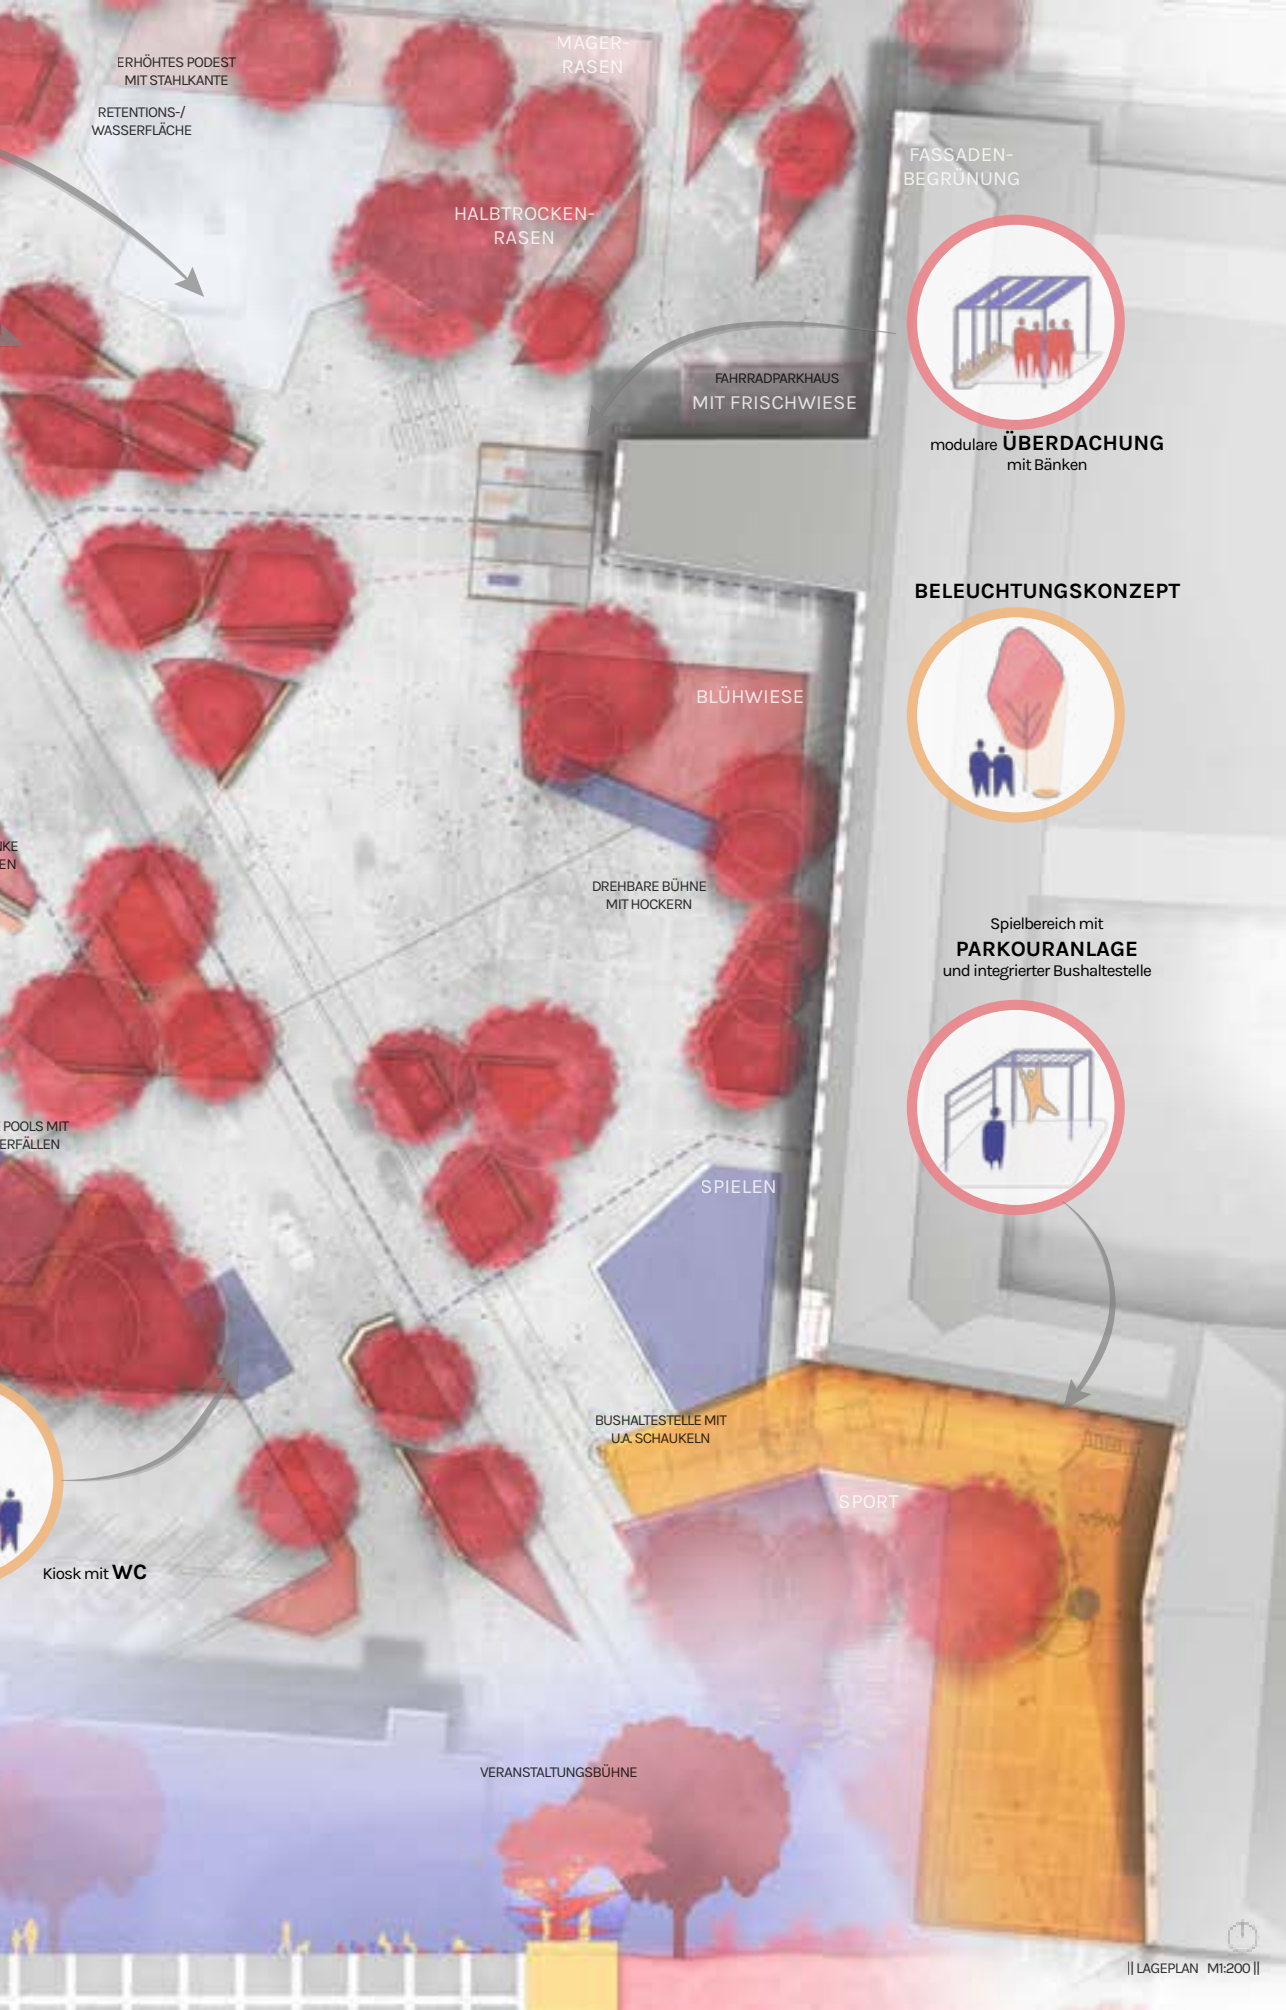 MAGER-
RASEN
ERHÖHTES PODEST
MIT STAHLKANTE
RETENTIONS-/
WASSERFLÄCHE
FASSADEN-
BEGRÜNUNG
HALBTROCKEN-
RASEN
FAHRRADPARKHAUS
MIT FRISCHWIESE
modulare ÜBERDACHUNG
mit Bänken
BELEUCHTUNGSKONZEPT
BLÜHWIESE
DREHBARE BÜHNE
MIT HOCKERN
Spielbereich mit
PARKOURANLAGE
und integrierter Bushaltestelle
POOLS MIT
SPIELEN
BUSHALTESTELLE MIT
U.A. SCHAUKELN
SPORT
Kiosk mit WC
VERANSTALTUNGSBÜHNE
|| LAGEPLAN M1:200 ||